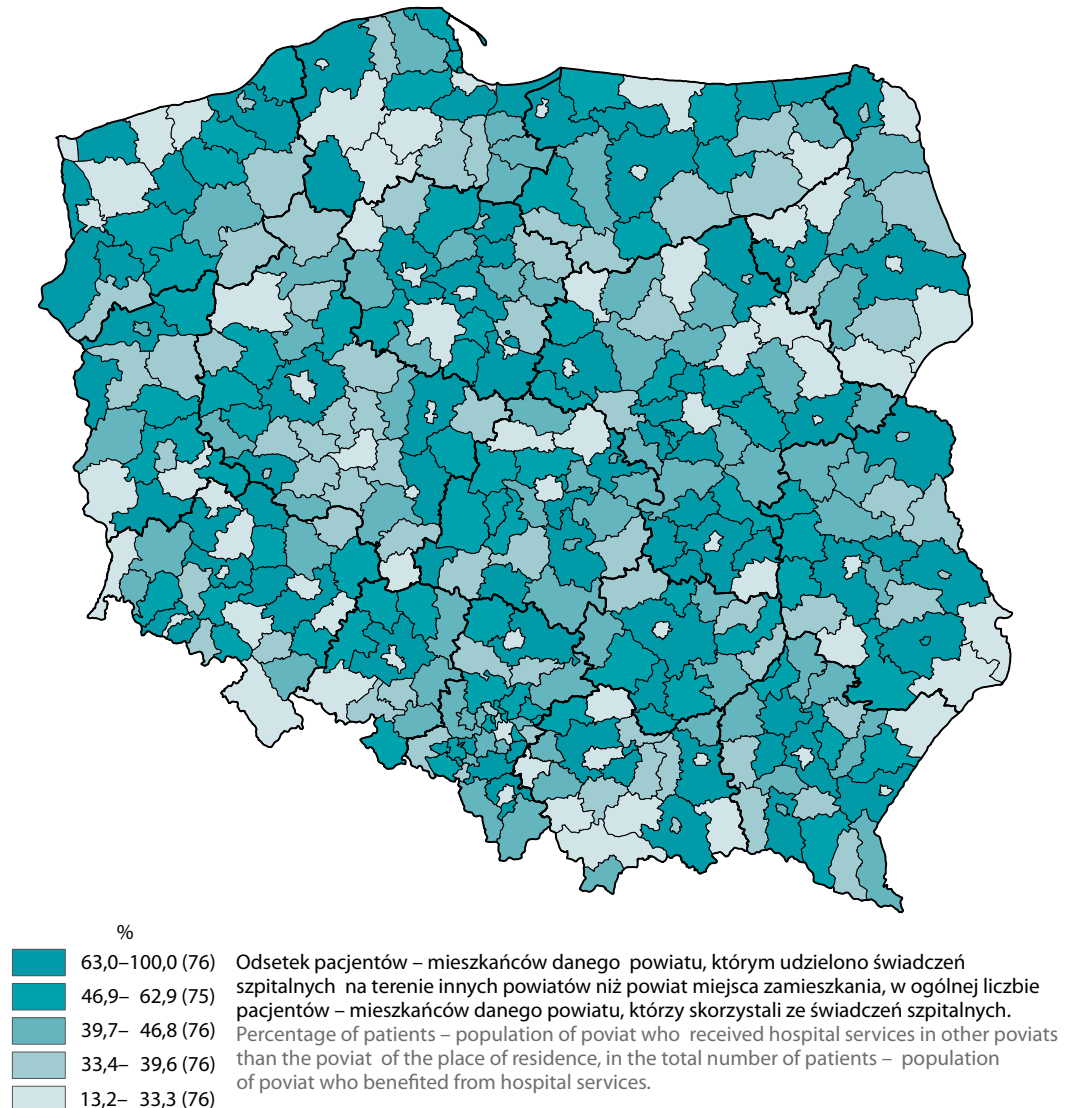 %
63,0–100,0 (76)
46,9– 62,9 (75)
39,7– 46,8 (76)
33,4– 39,6 (76)
13,2– 33,3 (76)
Odsetek pacjentów – mieszkańców danego powiatu, którym udzielono świadczeń
szpitalnych na terenie innych powiatów niż powiat miejsca zamieszkania, w ogólnej liczbie
pacjentów – mieszkańców danego powiatu, którzy skorzystali ze świadczeń szpitalnych.
Percentage of patients – population of poviat who received hospital services in other poviats
than the poviat of the place of residence, in the total number of patients – population
of poviat who benefited from hospital services.